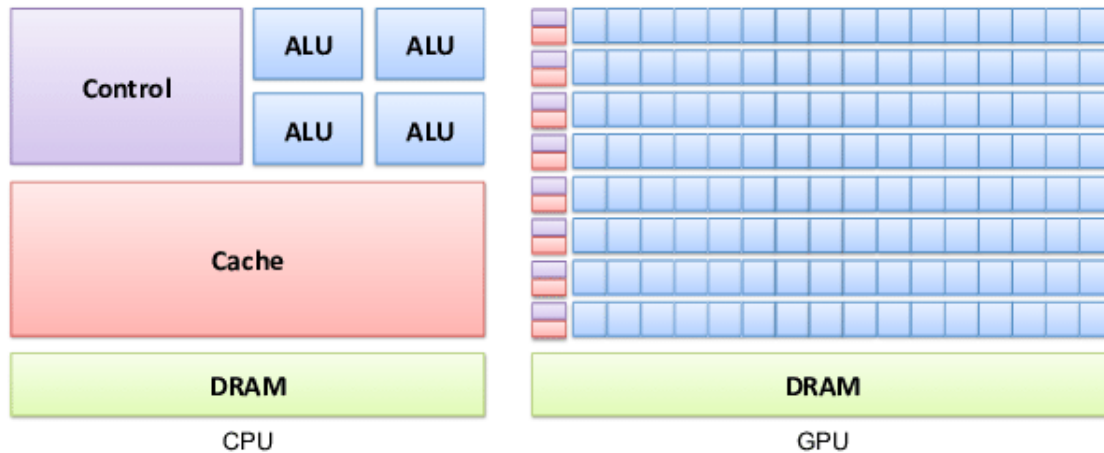 ALU ALU
Control
ALU ALU
Cache
DRAM DRAM
CPU GPU